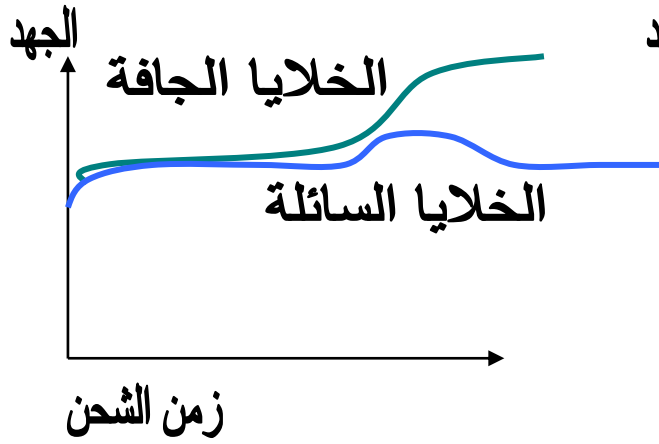 الجهد
الخلايا الجافة
الخلايا السائلة
زمن الشحن